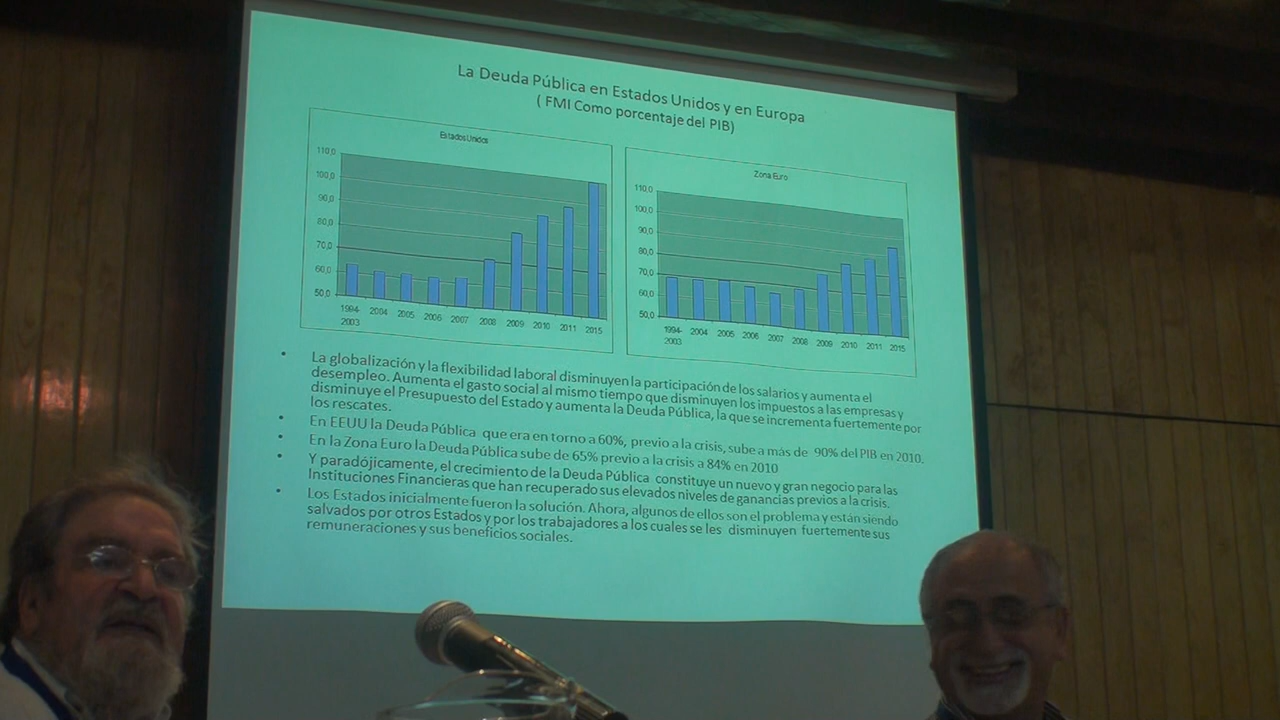 La Deuda Pública en Estados Unidos y en Europa
( FMI Como porcentaje del PIB)
Estados Unidos
110,0
100,0
90,0
80,0
70,0
60,0
50,0
1994-
2003
2004 2005 2006 2007 2008 2009 2010 2011 2015
Zona Euro
110,0
100,0
90,0
80,0
70,0
60,0
50,0
1994-
2003
2004 2005 2006 2007 2008 2009 2010 2011 2015
• La globalización y la flexibilidad laboral disminuyen la participación de los salarios y aumenta el
desempleo. Aumenta el gasto social al mismo tiempo que disminuyen los impuestos a las empresas y
disminuye el Presupuesto del Estado y aumenta la Deuda Pública, la que se incrementa fuertemente por
los rescates.
• En EEUU la Deuda Pública que era en torno a 60%, previo a la crisis, sube a más de 90% del PIB en 2010.
• En la Zona Euro la Deuda Pública sube de 65% previo a la crisis a 84% en 2010
• Y paradójicamente, el crecimiento de la Deuda Pública constituye un nuevo y gran negocio para las
Instituciones Financieras que han recuperado sus elevados niveles de ganancias previos a la crisis.
• Los Estados inicialmente fueron la solución. Ahora, algunos de ellos son el problema y están siendo
salvados por otros Estados y por los trabajadores a los cuales se les disminuyen fuertemente sus
remuneraciones y sus beneficios sociales.